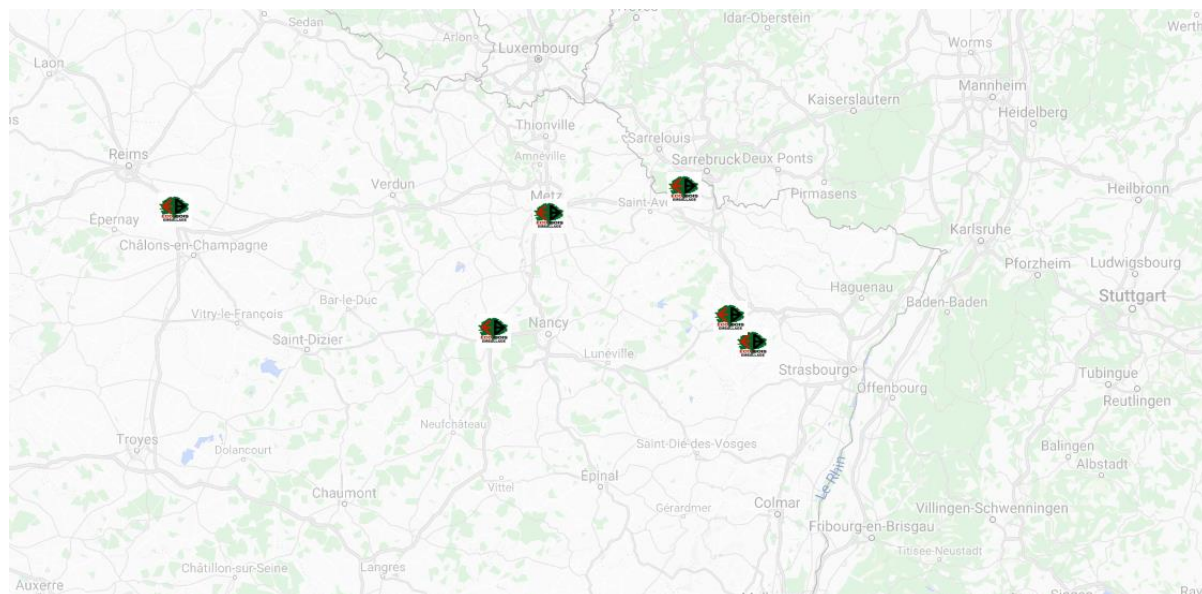 Sedan
Arlon
Luxembourg
Idar-Oberstein
Laon
Worms
Mannheim
Kaiserslautern
Heidelberg
Thionville
Sarrelouis
Reims
Amnéville
Sarrebruck
Deux Ponts
Verdun
Metz
Saint-Av
Pirmasens
Heilbronn
Épernay
Karlsruhe
Châlons-en-Champagne
Pforzheim
Ludwigsbourg
Haguenau
Bar-le-Duc
Baden-Baden
Stuttgart
Vitry-le-François
Nancy
Saint-Dizier
Lunéville
Strasbourg
Offenbourg
Tubingue
Reutlingen
Neufchâteau
Troyes
Dolancourt
Saint-Dié-des-Vosges
Balingen
Albstadt
Le Rhin
Épinal
Vittel
Chaumont
Gérardmer
Colmar
Villingen-Schwenningen
Fribourg-en-Brisgau
Titisee-Neustadt
Châtillon-sur-Seine
Langres
Auxerre